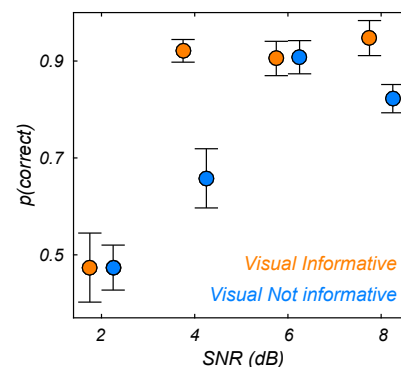 0.9
0.7
0.5
p(correct)
Visual Informative
Visual Not informative
2 4 6 8
SNR (dB)